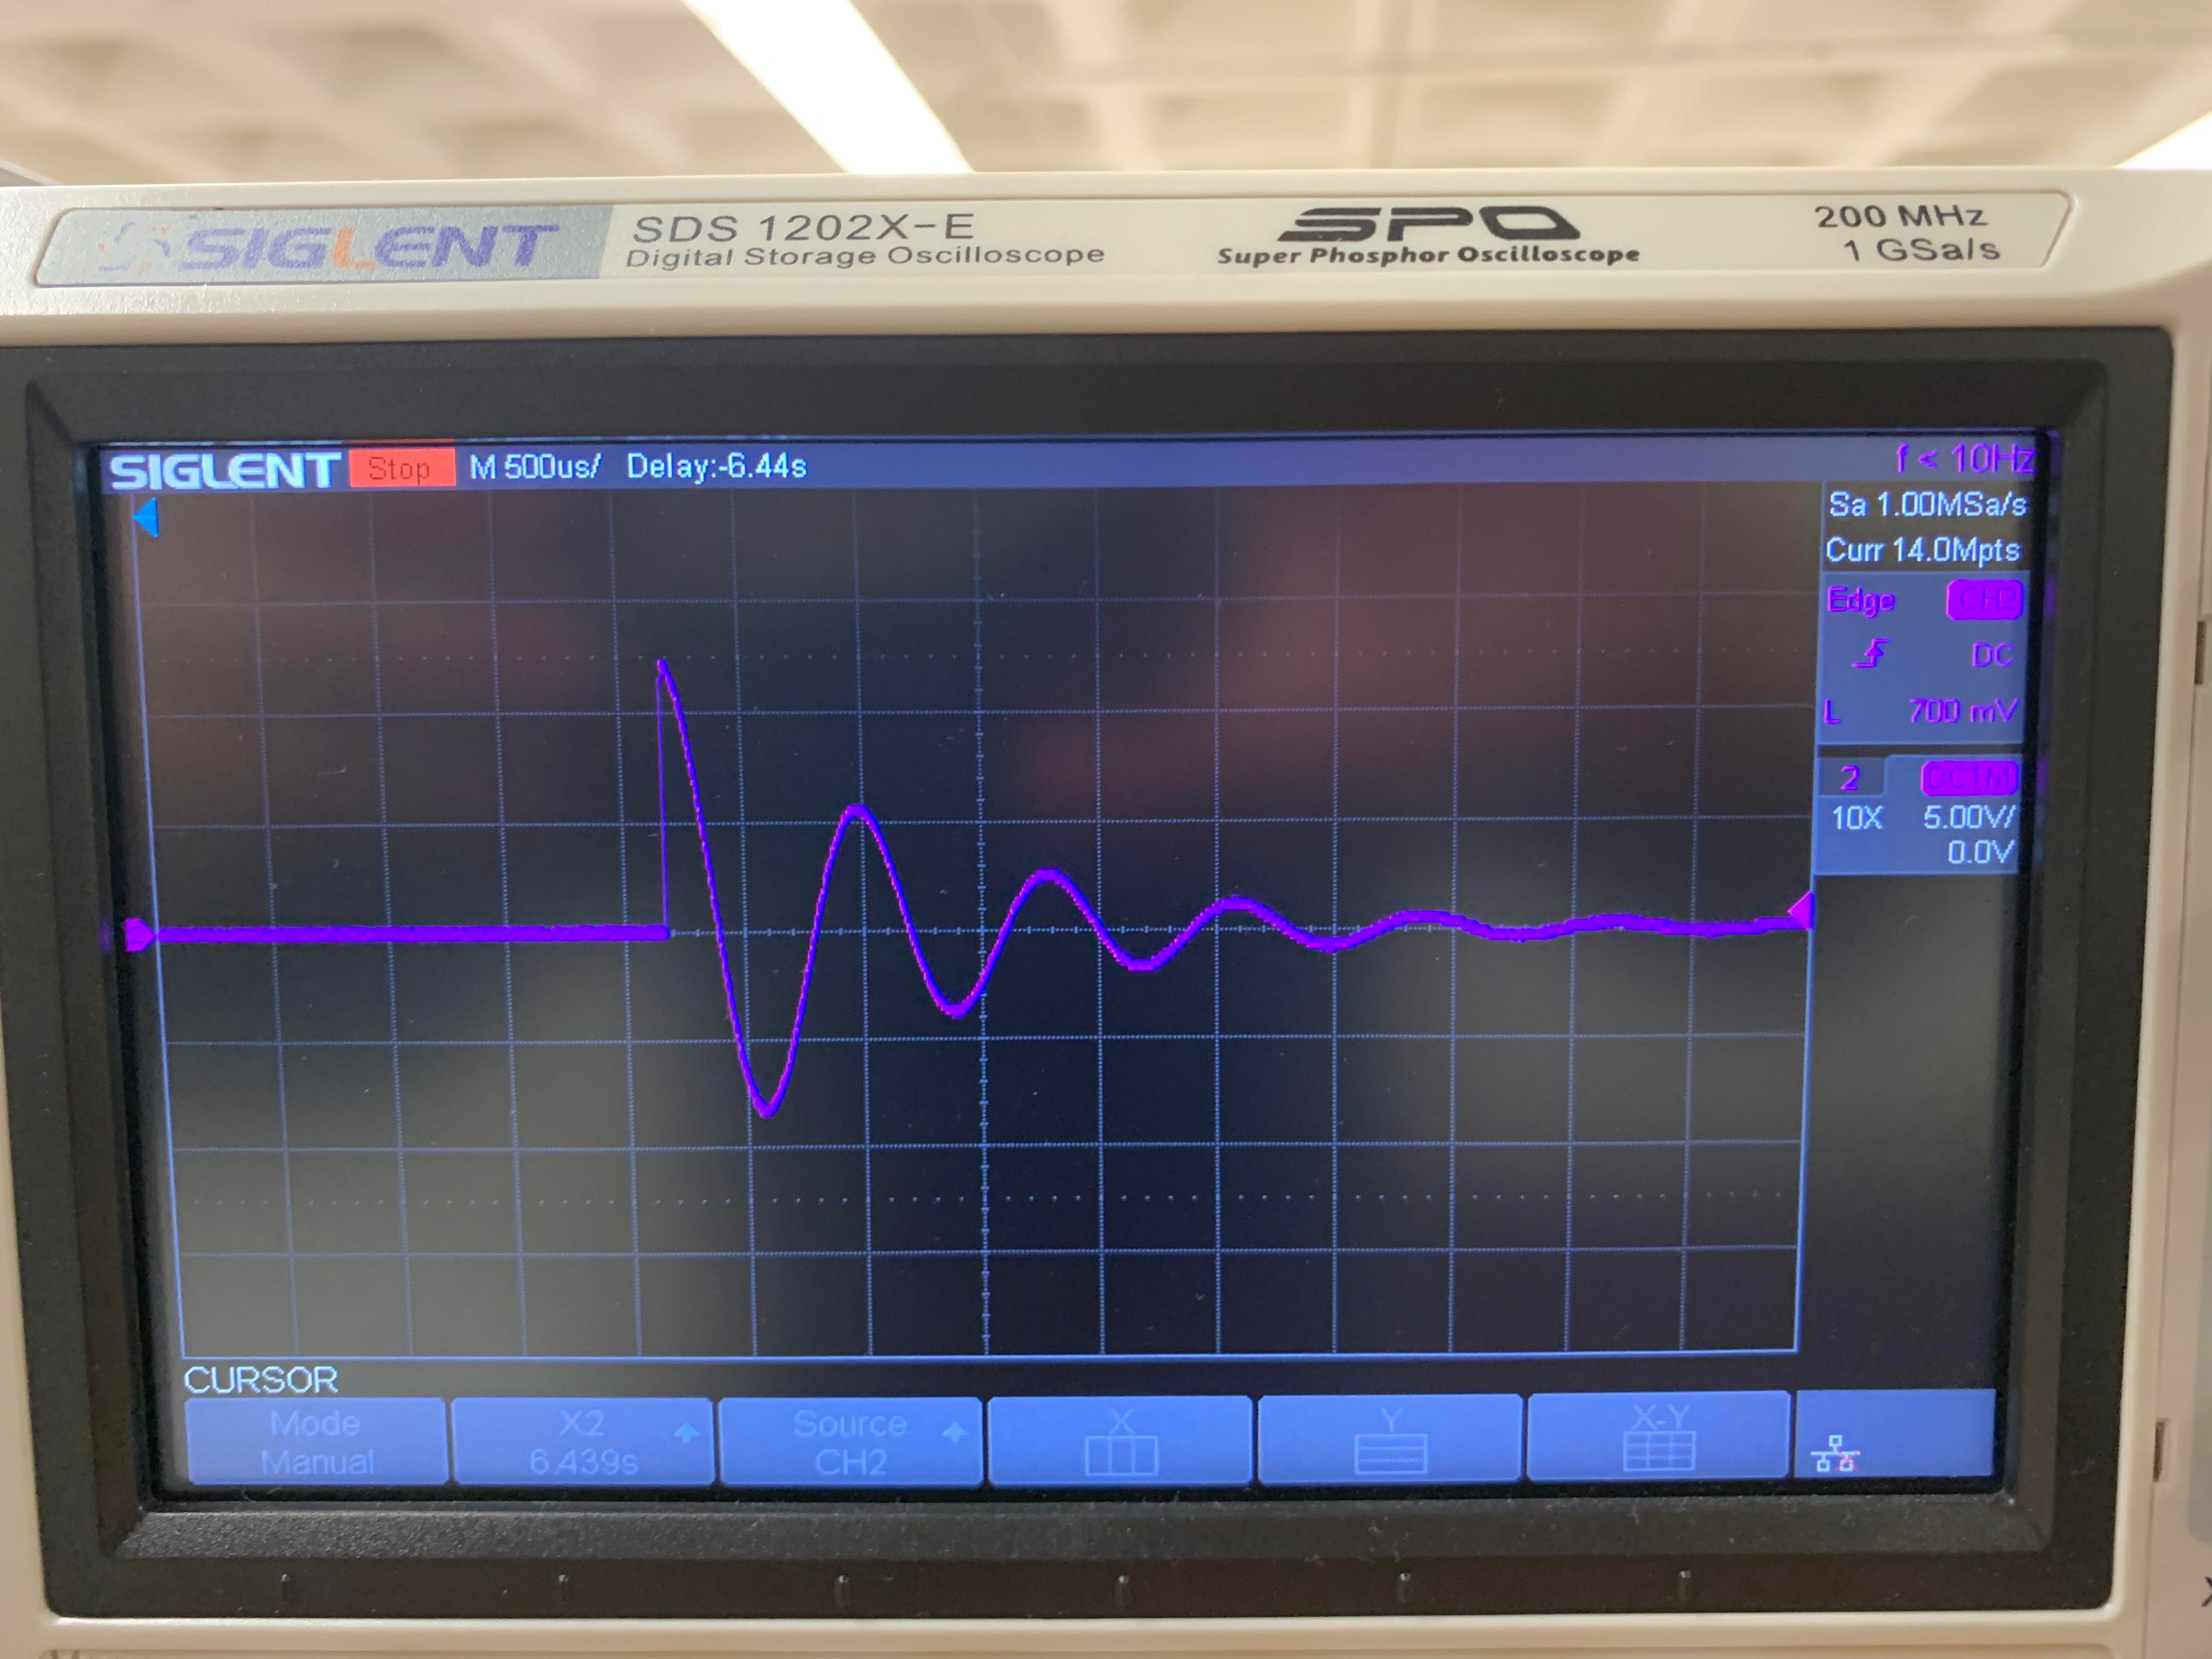 SIGLENT
SDS 1202X-E
Digital Storage Oscilloscope
SPO
Super Phosphor Oscilloscope
200 MHz
1 GSa/s
SIGLENT Stop M 500us/ Delay:-6.44s f < 10Hz
Sa 1.00MSa/s
Curr 14.0Mpts
Edge CH2
DC
L 700 mV
2 DC1M
10X 5.00V/
0.0V
CURSOR
Mode
Manual
X2
6.439s
Source
CH2
X
Y
X-Y